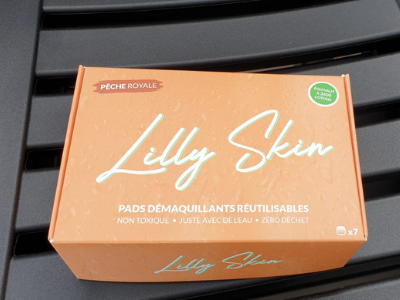 PÊCHE ROYALE
Lilly Skin
PADS DÉMAQUILLANTS RÉUTILISABLES
NON TOXIQUE • JUSTE AVEC DE L'EAU • ZÉRO DÉCHET
x7
Lilly Skin